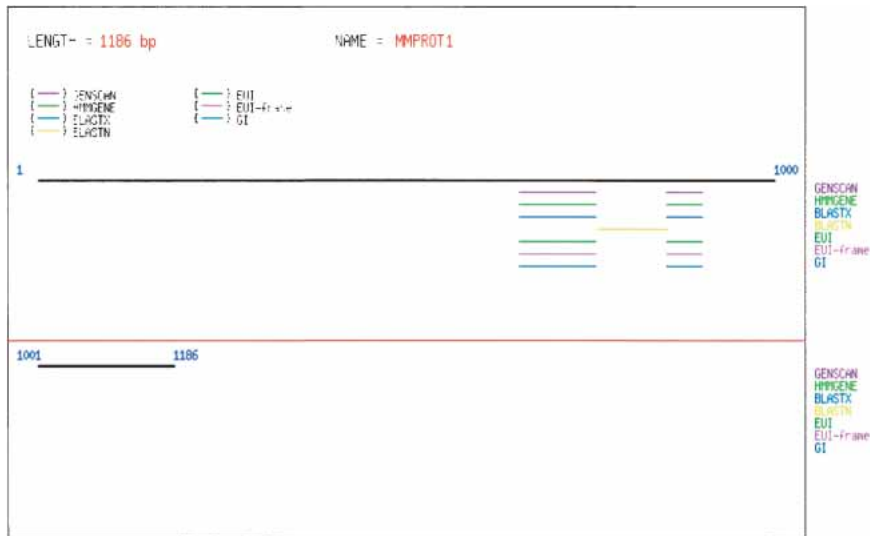 LENGT- = 1186 bp NAME = MMPROT1
GENSCAN EUI
HMMGENE EUI-frame
BLASTX GI
BLASTN
1 1000
GENSCAN
HMMGENE
BLASTX
BLASTN
EUI
EUI-frame
GI
1001 1186
GENSCAN
HMMGENE
BLASTX
BLASTN
EUI
EUI-frame
GI